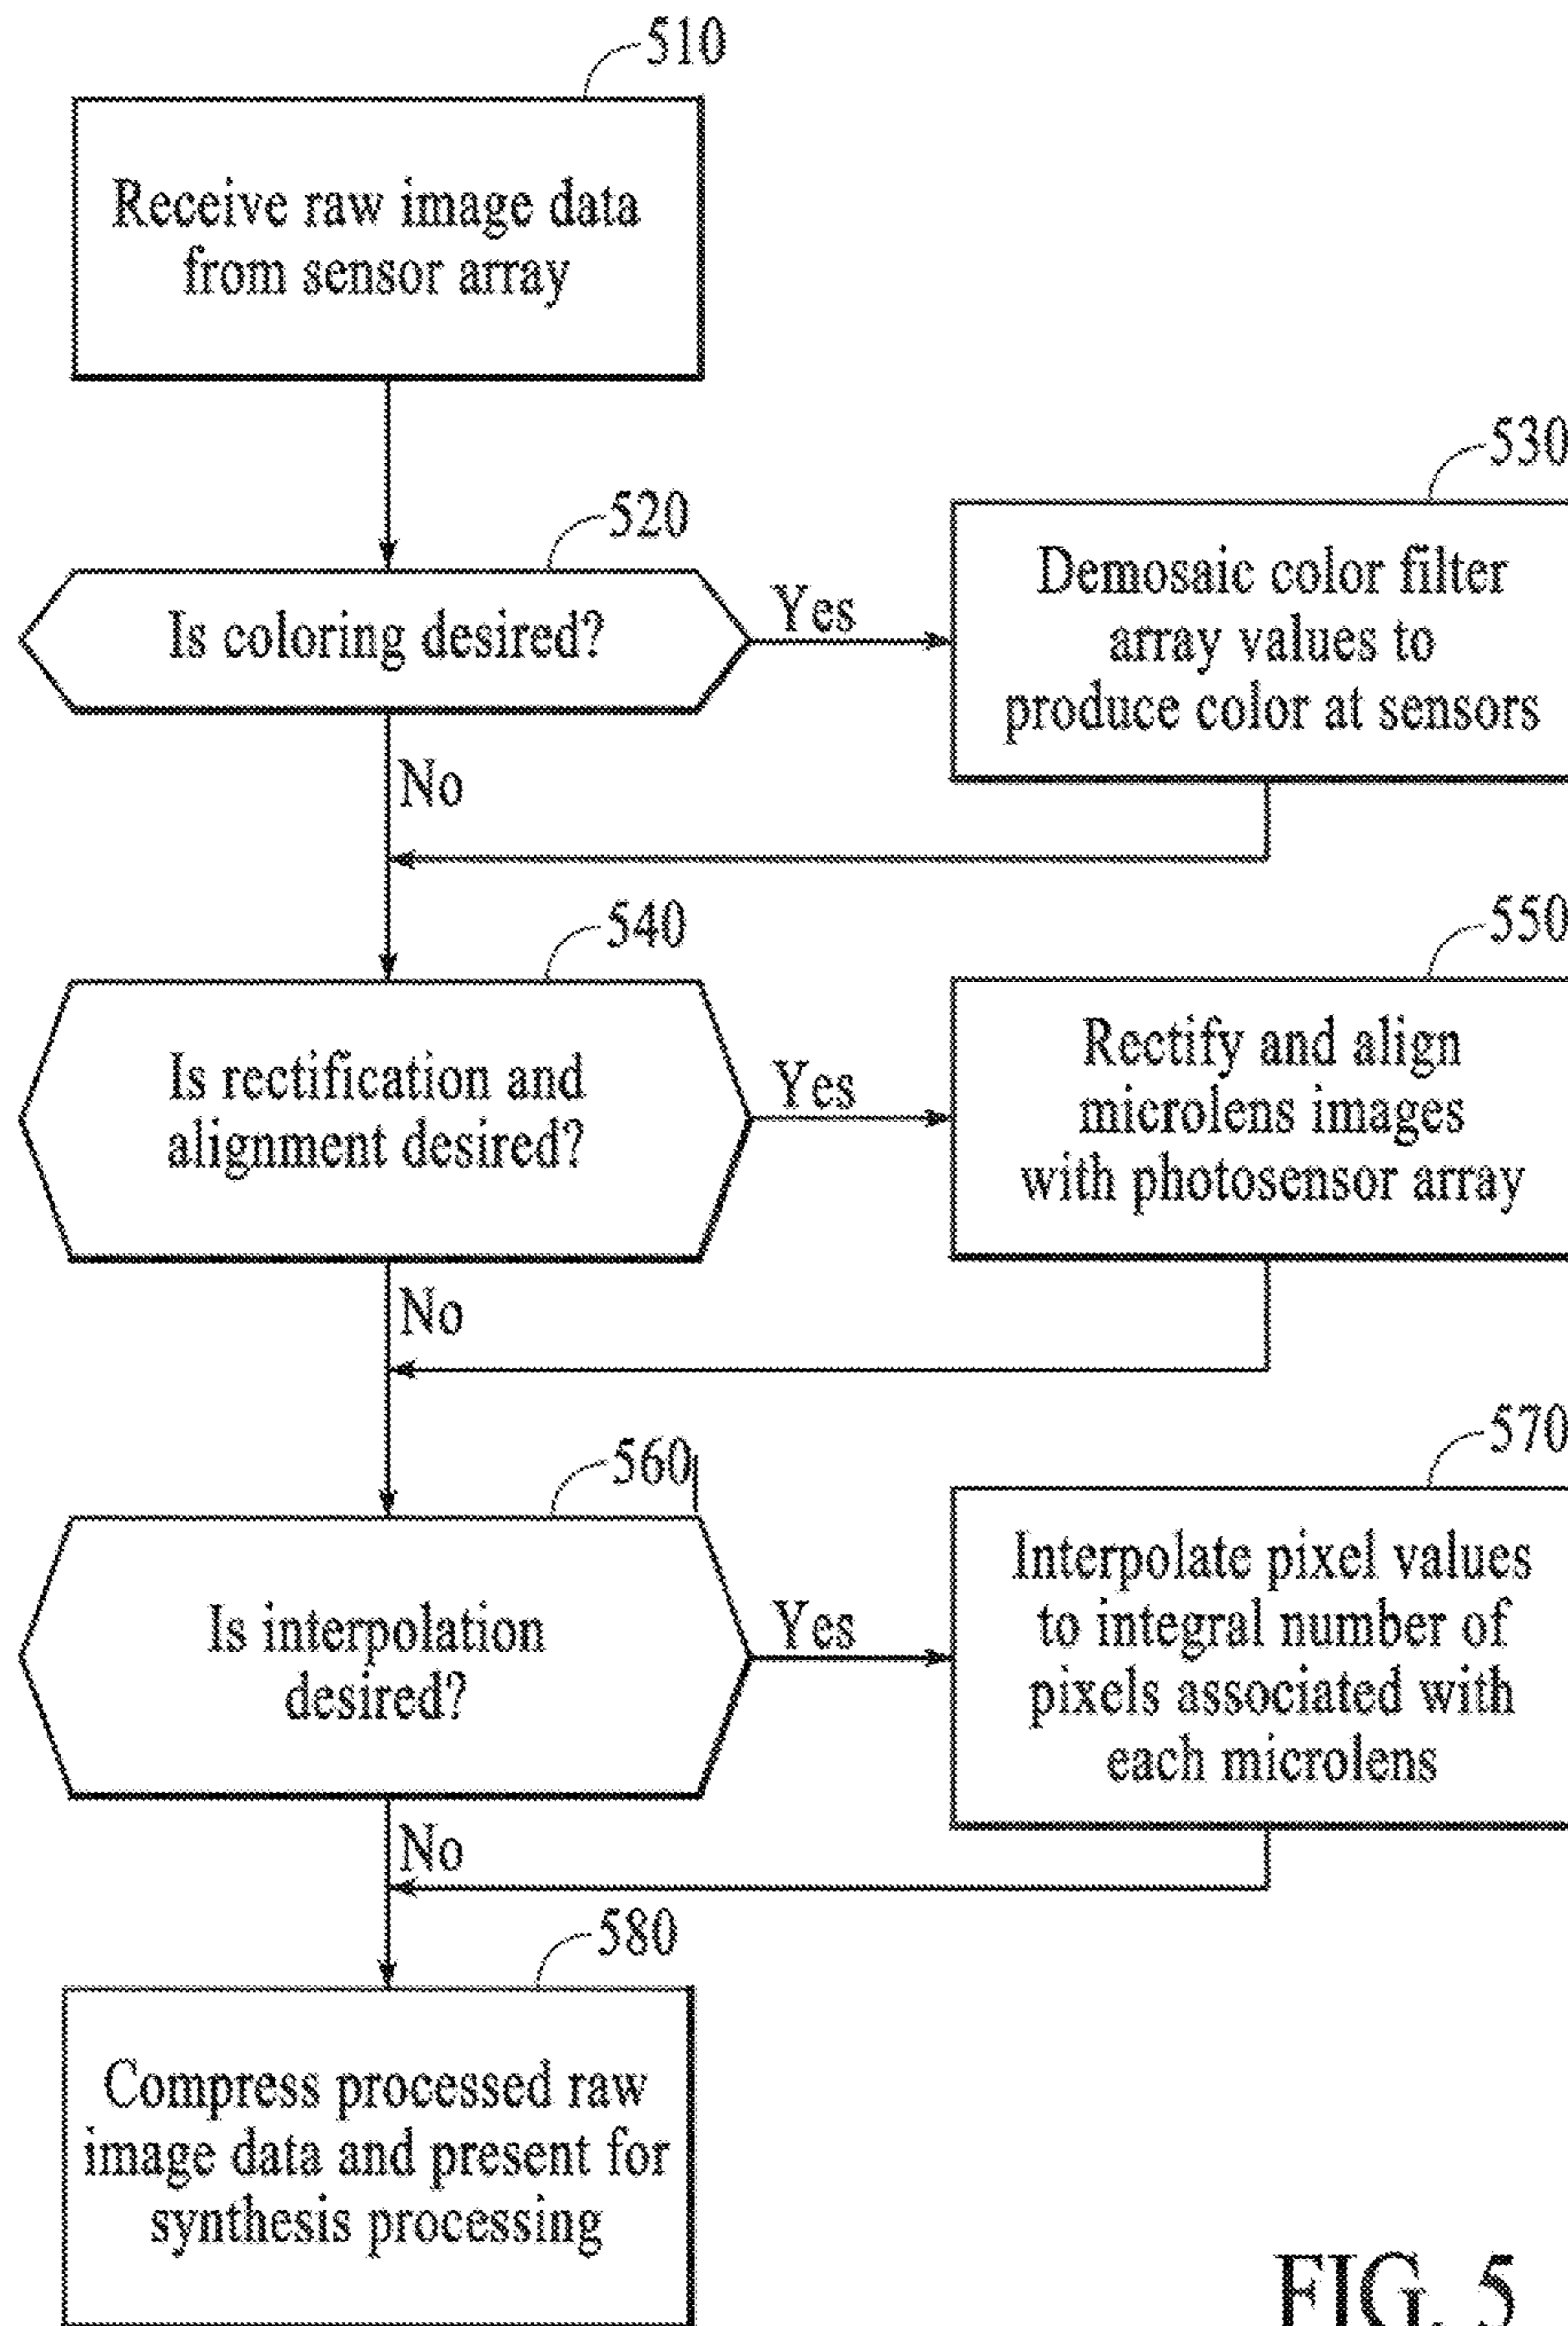 510
Receive raw image data
from sensor array
520
Is coloring desired?
Yes
530
Demosaic color filter
array values to
produce color at sensors
No
540
Is rectification and
alignment desired?
Yes
550
Rectify and align
microlens images
with photosensor array
No
560
Is interpolation
desired?
Yes
570
Interpolate pixel values
to integral number of
pixels associated with
each microlens
No
580
Compress processed raw
image data and present for
synthesis processing
FIG. 5